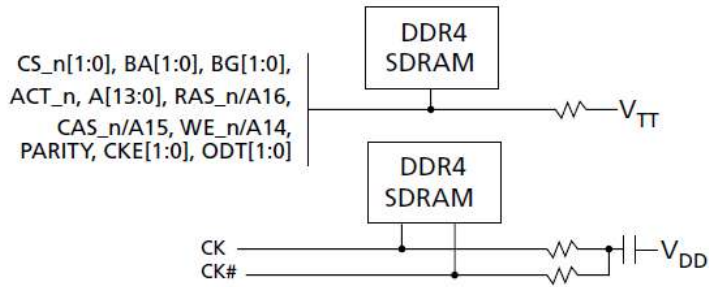 DDR4
SDRAM
CS_n[1:0], BA[1:0], BG[1:0],
ACT_n, A[13:0], RAS_n/A16,
CAS_n/A15, WE_n/A14,
PARITY, CKE[1:0], ODT[1:0]
VTT
DDR4
SDRAM
CK
CK#
VDD